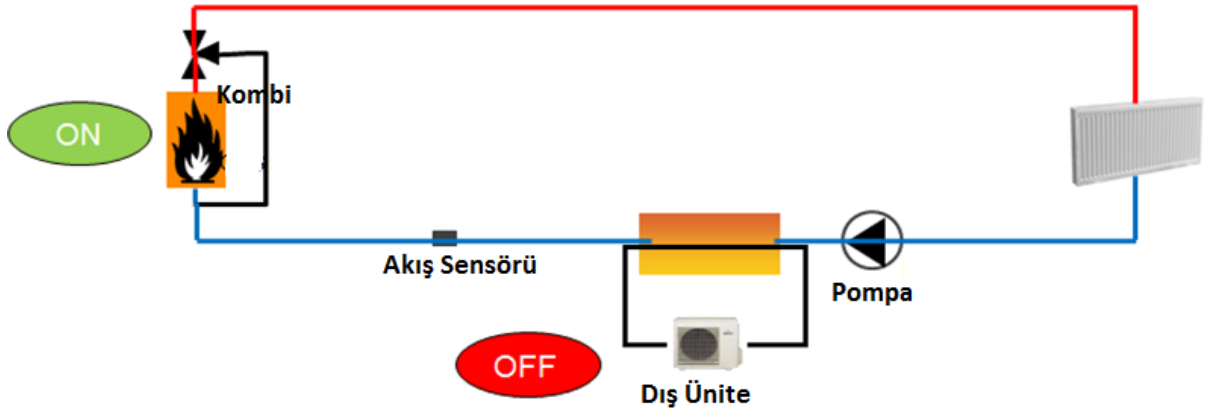 Kombi
ON
Akış Sensörü
Pompa
OFF
Dış Ünite